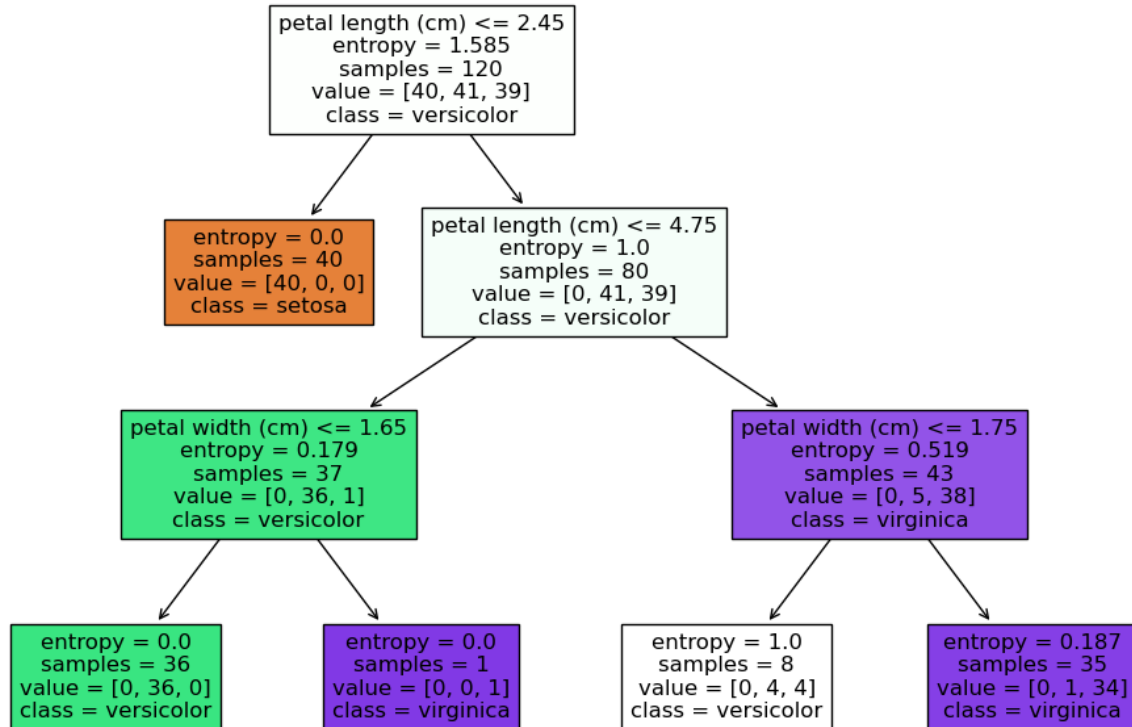 petal length (cm) <= 2.45
entropy = 1.585
samples = 120
value = [40, 41, 39]
class = versicolor
entropy = 0.0
samples = 40
value = [40, 0, 0]
class = setosa
petal length (cm) <= 4.75
entropy = 1.0
samples = 80
value = [0, 41, 39]
class = versicolor
petal width (cm) <= 1.65
entropy = 0.179
samples = 37
value = [0, 36, 1]
class = versicolor
petal width (cm) <= 1.75
entropy = 0.519
samples = 43
value = [0, 5, 38]
class = virginica
entropy = 0.0
samples = 36
value = [0, 36, 0]
class = versicolor
entropy = 0.0
samples = 1
value = [0, 0, 1]
class = virginica
entropy = 1.0
samples = 8
value = [0, 4, 4]
class = versicolor
entropy = 0.187
samples = 35
value = [0, 1, 34]
class = virginica